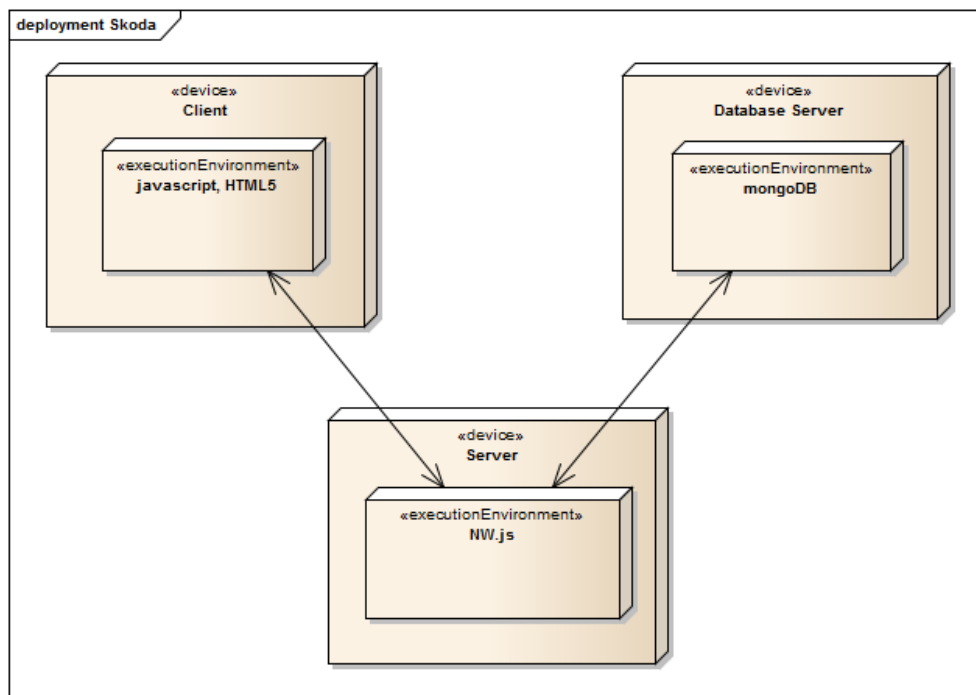 deployment Skoda
«device»
Client
«executionEnvironment»
javascript, HTML5
«device»
Database Server
«executionEnvironment»
mongoDB
«device»
Server
«executionEnvironment»
NW.js